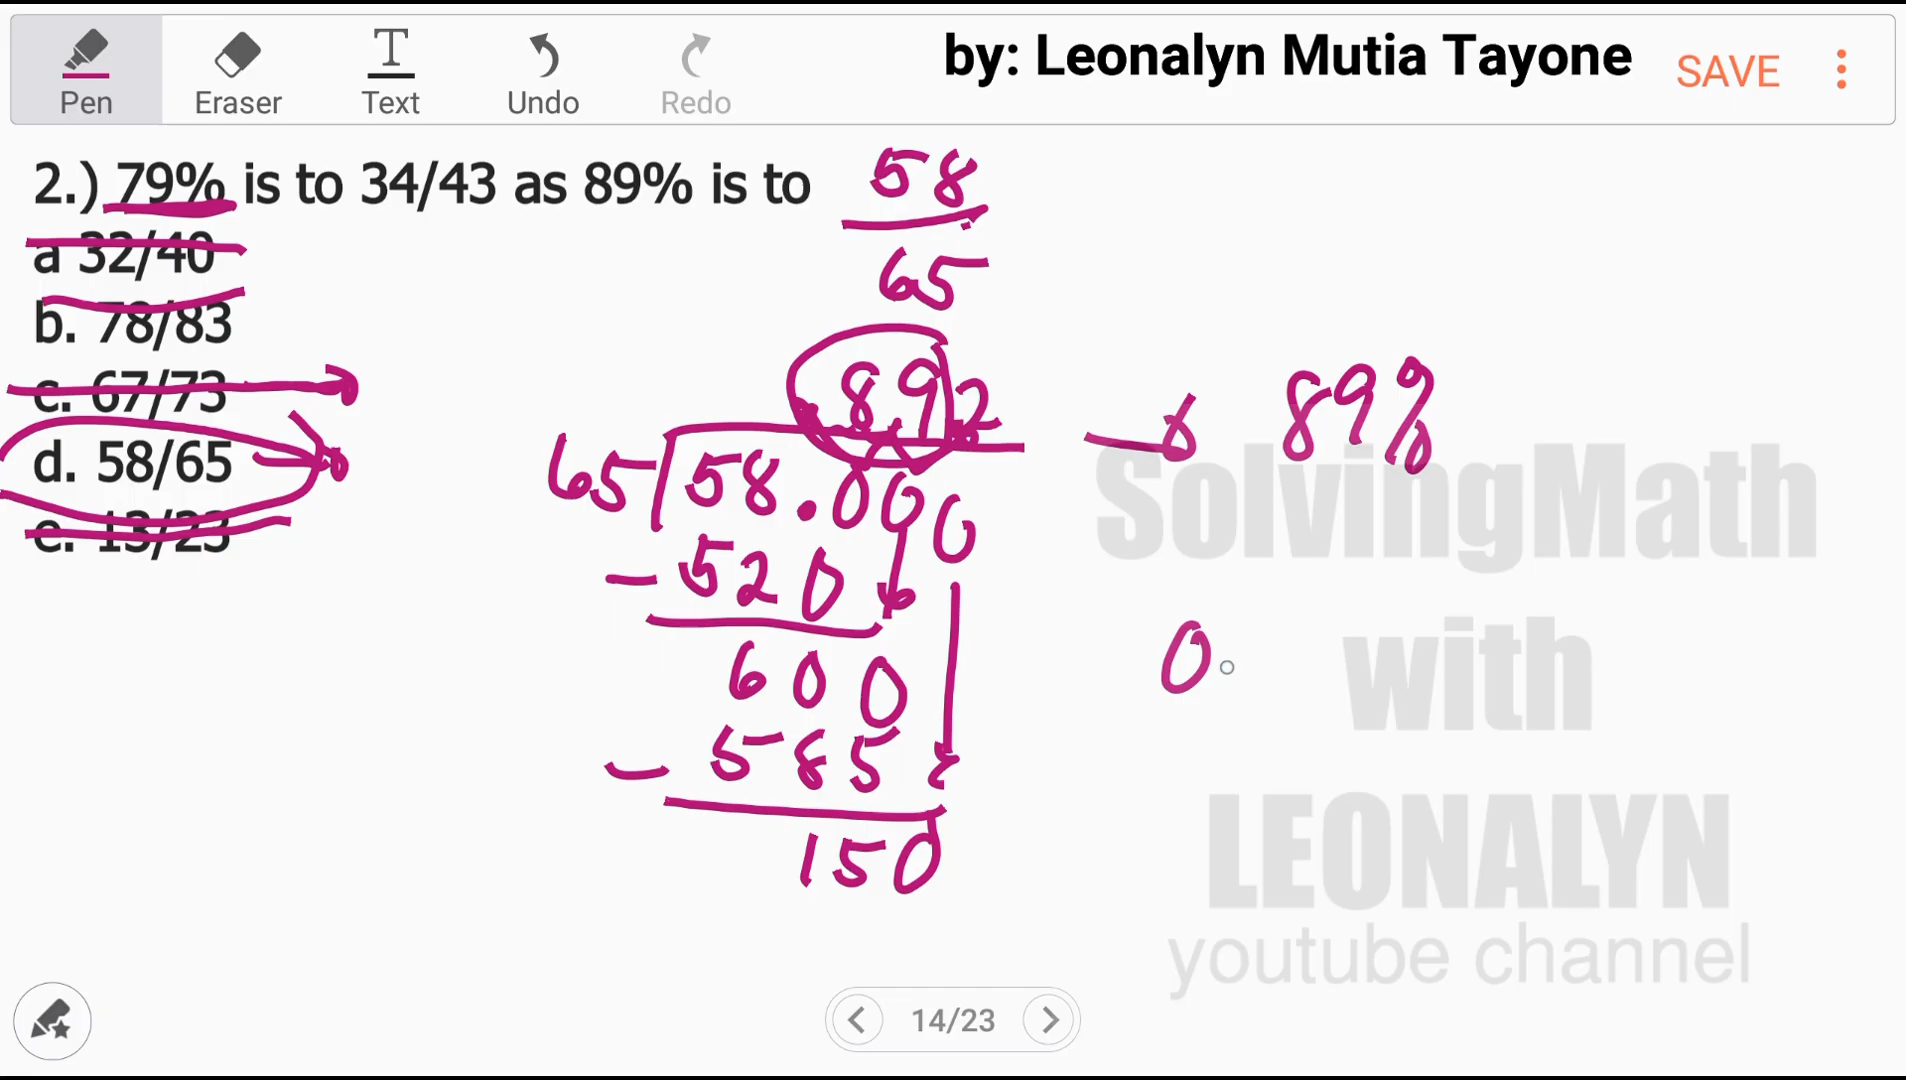 by: Leonalyn Mutia Tayone
SAVE
Pen
Eraser
T
Text
Undo
Redo
2.) 79% is to 34/43 as 89% is to
58
65
a 32/40
b. 78/83
c. 67/73
d. 58/65
e. 13/23
.892
89%
65 58.000
- 520
600
- 585
150
0
SolvingMath
with
LEONALYN
youtube channel
14/23